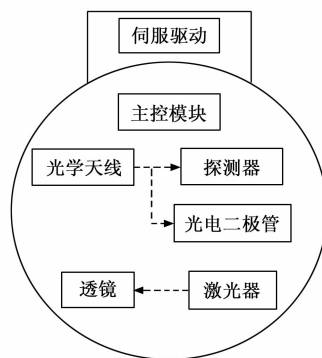 伺服驱动
主控模块
光学天线
探测器
光电二极管
透镜
激光器